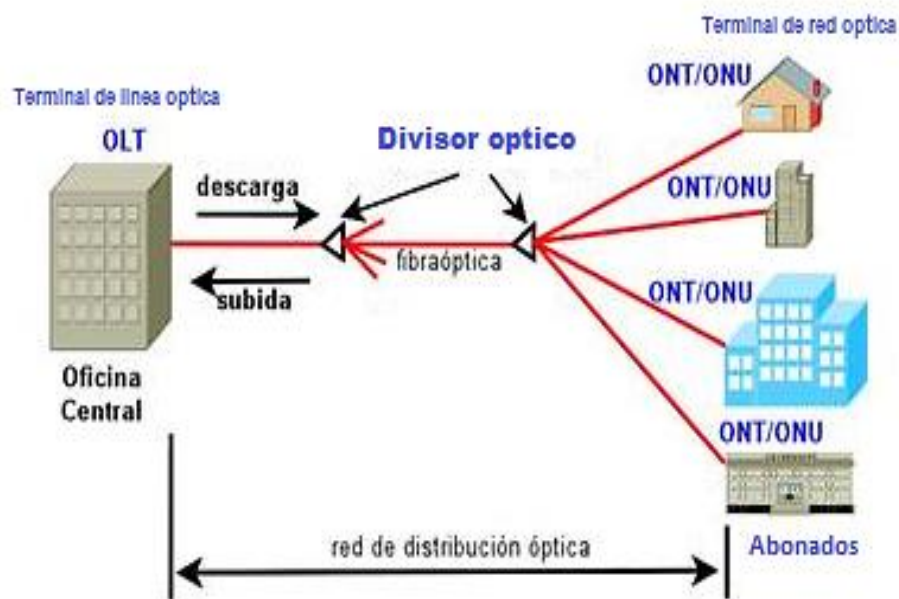 Terminal de red optica
ONT/ONU
Terminal de linea optica
OLT
Divisor optico
descarga
ONT/ONU
fibraóptica
subida
ONT/ONU
Oficina
Central
ONT/ONU
red de distribución óptica
Abonados